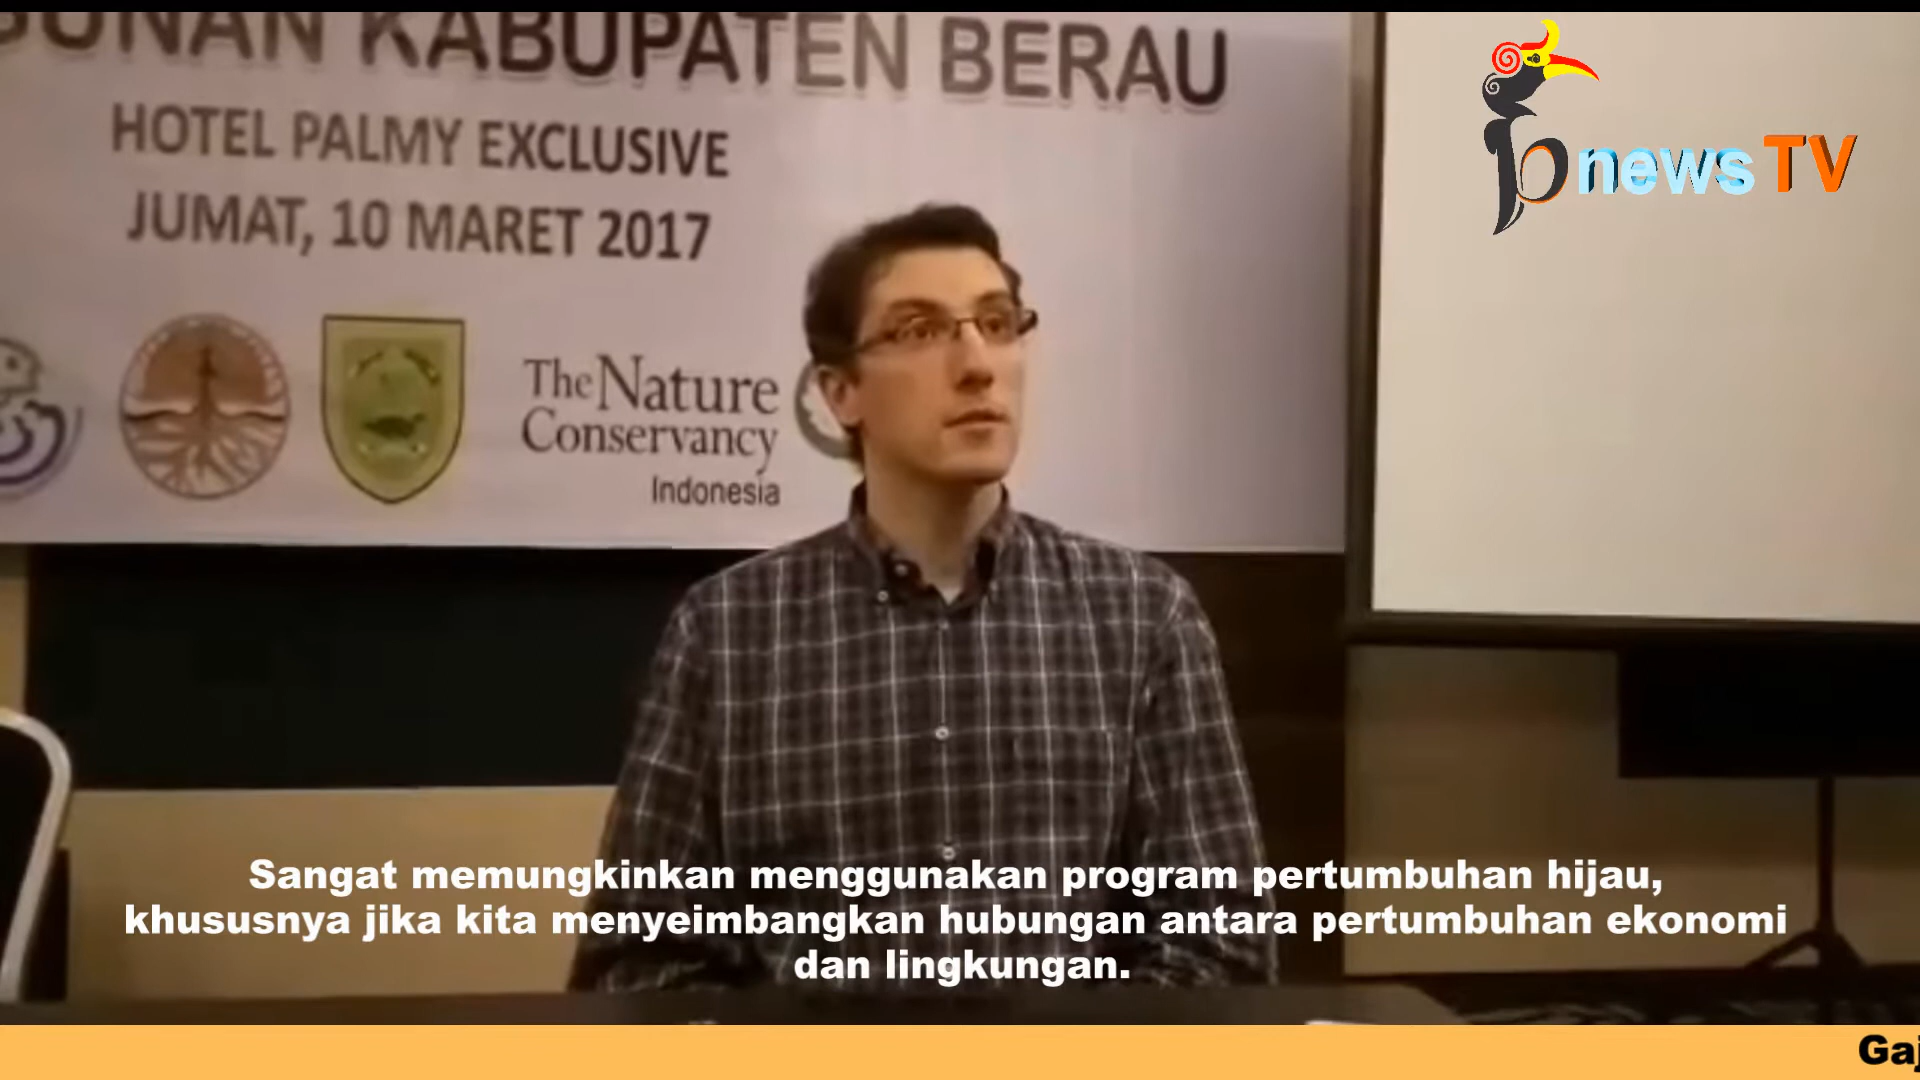 KABUPATEN BERAU
HOTEL PALMY EXCLUSIVE
JUMAT, 10 MARET 2017
The Nature
Conservancy
Indonesia
news TV
Sangat memungkinkan menggunakan program pertumbuhan hijau,
khususnya jika kita menyeimbangkan hubungan antara pertumbuhan ekonomi
dan lingkungan.